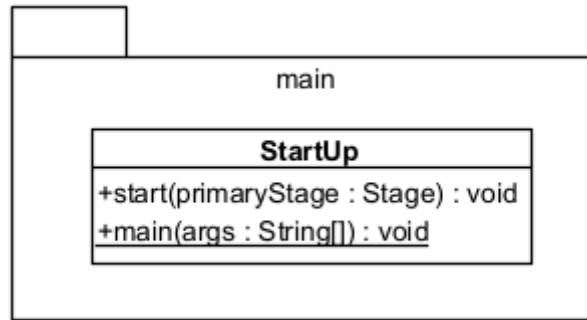 main
StartUp
+start(primaryStage : Stage) : void
+main(args : String[]) : void